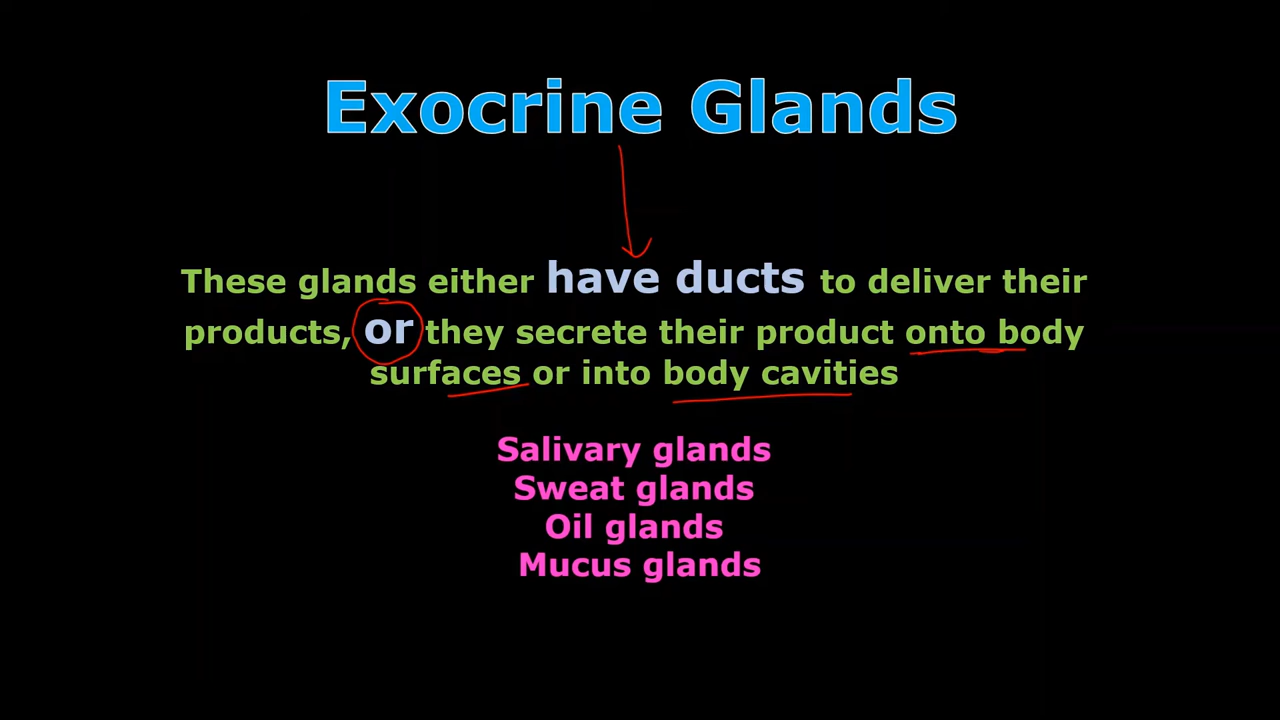 Exocrine Glands
These glands either have ducts to deliver their
products, or they secrete their product onto body
surfaces or into body cavities
Salivary glands
Sweat glands
Oil glands
Mucus glands